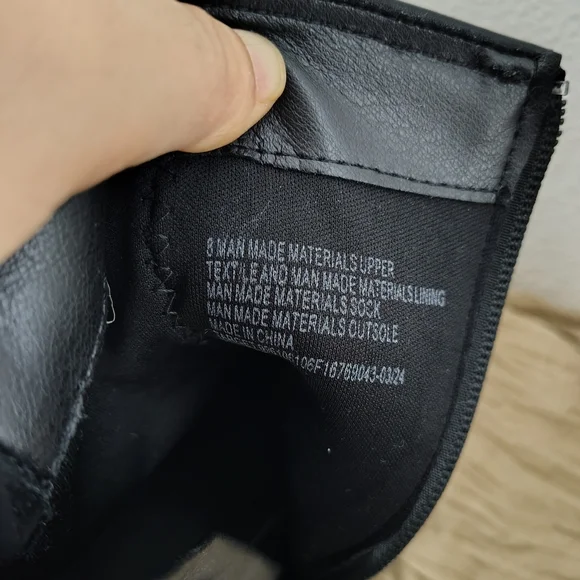 8 MAN MADE MATERIALS UPPER
TEXTILE AND MAN MADE MATERIALS LINING
MAN MADE MATERIALS SOSK
MAN MADE MATERIALS OUTSOLE
MADE IN CHINA
106F16769043-03/24